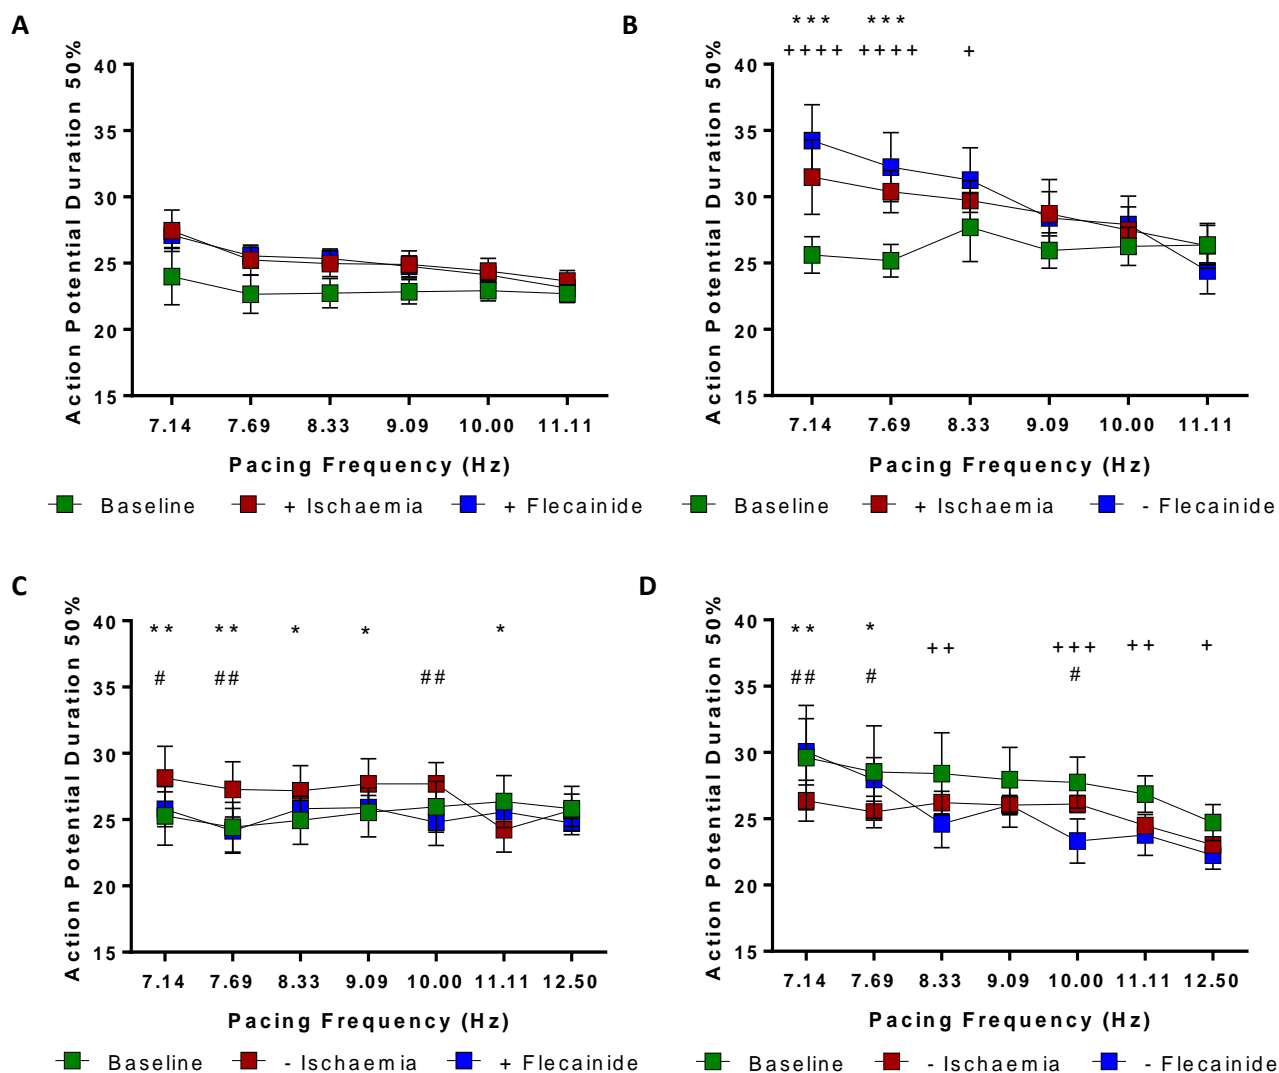 A
Action Potential Duration 50%
40
35
30
25
20
15
7.14 7.69 8.33 9.09 10.00 11.11
Pacing Frequency (Hz)
Baseline + Ischaemia + Flecainide
B
*** ***
++++ ++++ +
Action Potential Duration 50%
40
35
30
25
20
15
7.14 7.69 8.33 9.09 10.00 11.11
Pacing Frequency (Hz)
Baseline + Ischaemia - Flecainide
C
Action Potential Duration 50%
40
** ** * * *
# ## ##
35
30
25
20
15
7.14 7.69 8.33 9.09 10.00 11.11 12.50
Pacing Frequency (Hz)
Baseline - Ischaemia + Flecainide
D
Action Potential Duration 50%
40
** *
++ +++ ++ +
## # #
35
30
25
20
15
7.14 7.69 8.33 9.09 10.00 11.11 12.50
Pacing Frequency (Hz)
Baseline - Ischaemia - Flecainide